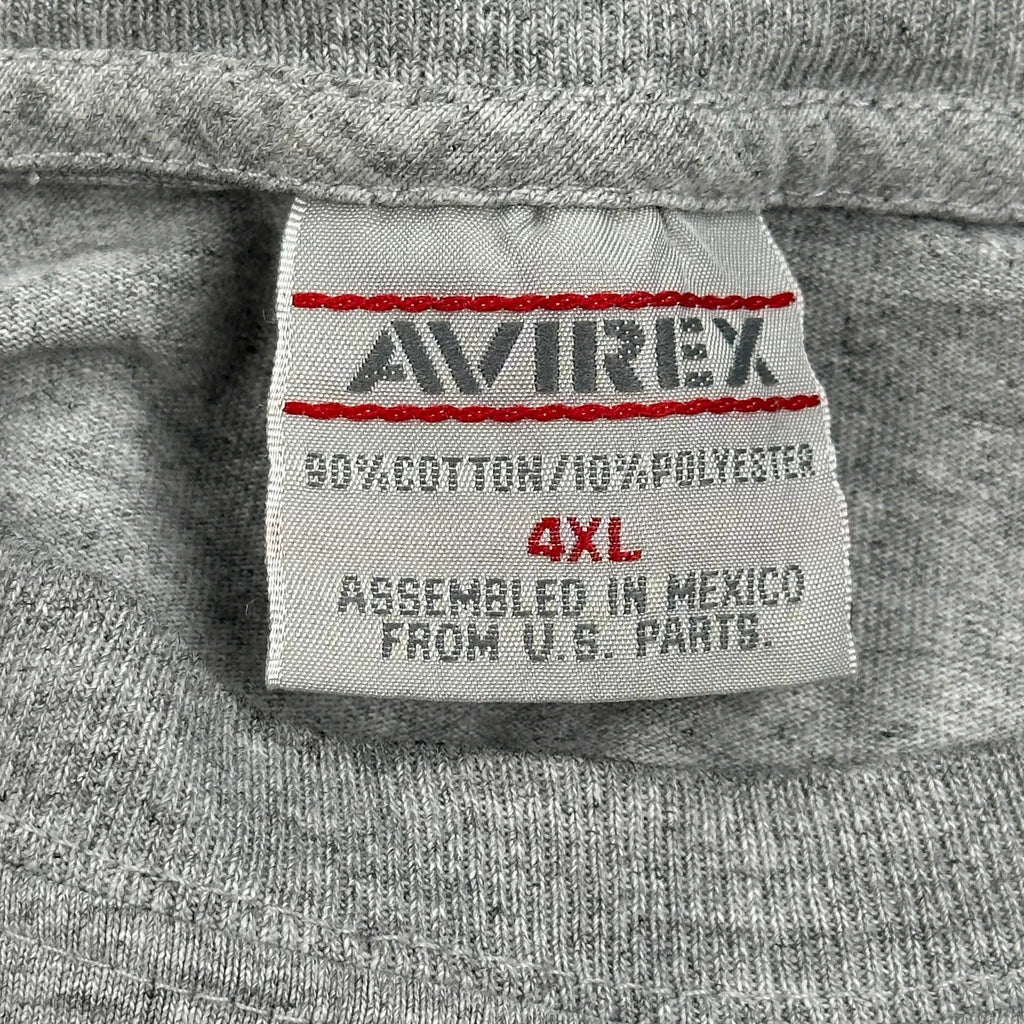 AVIREX
90%COTTON/10%POLYESTER
4XL
ASSEMBLED IN MEXICO
FROM U.S. PARTS.